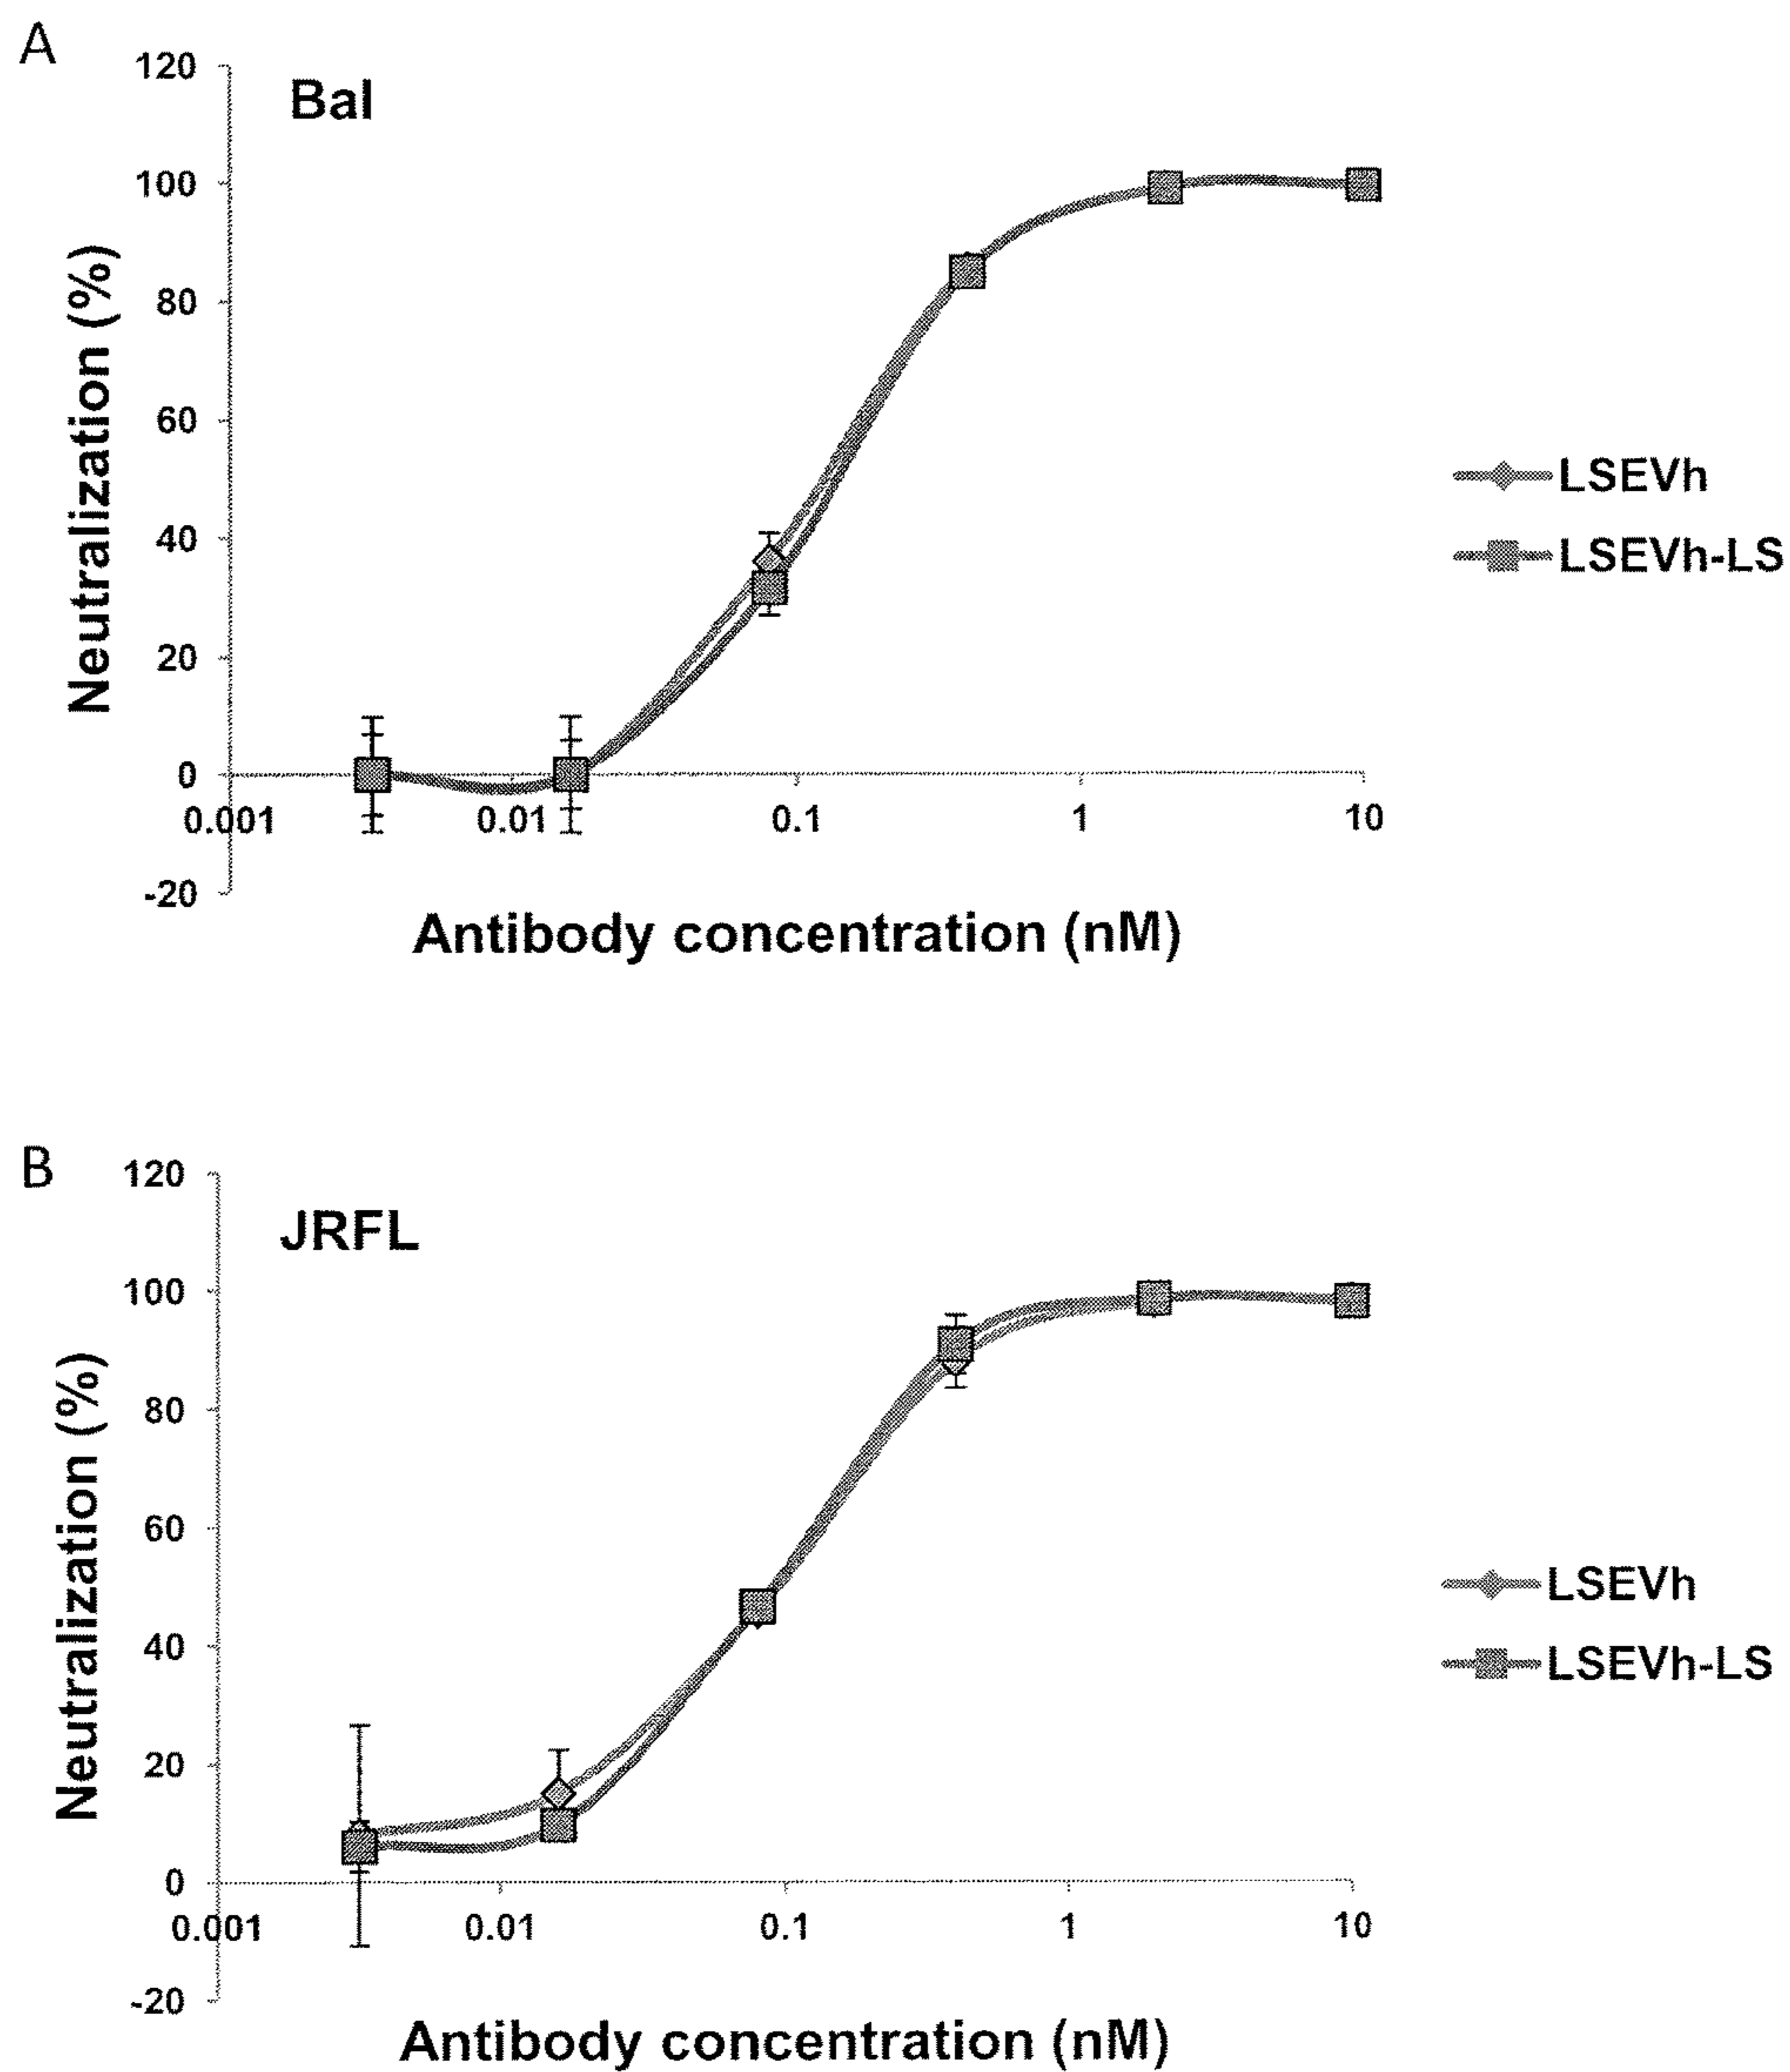 A
Bal
120
100
80
60
40
20
0
-20
Neutralization (%)
0.001
0.01
0.1
1
10
Antibody concentration (nM)
LSEVh
LSEVh-LS
B
JRFL
120
100
80
60
40
20
0
-20
Neutralization (%)
0.001
0.01
0.1
1
10
Antibody concentration (nM)
LSEVh
LSEVh-LS